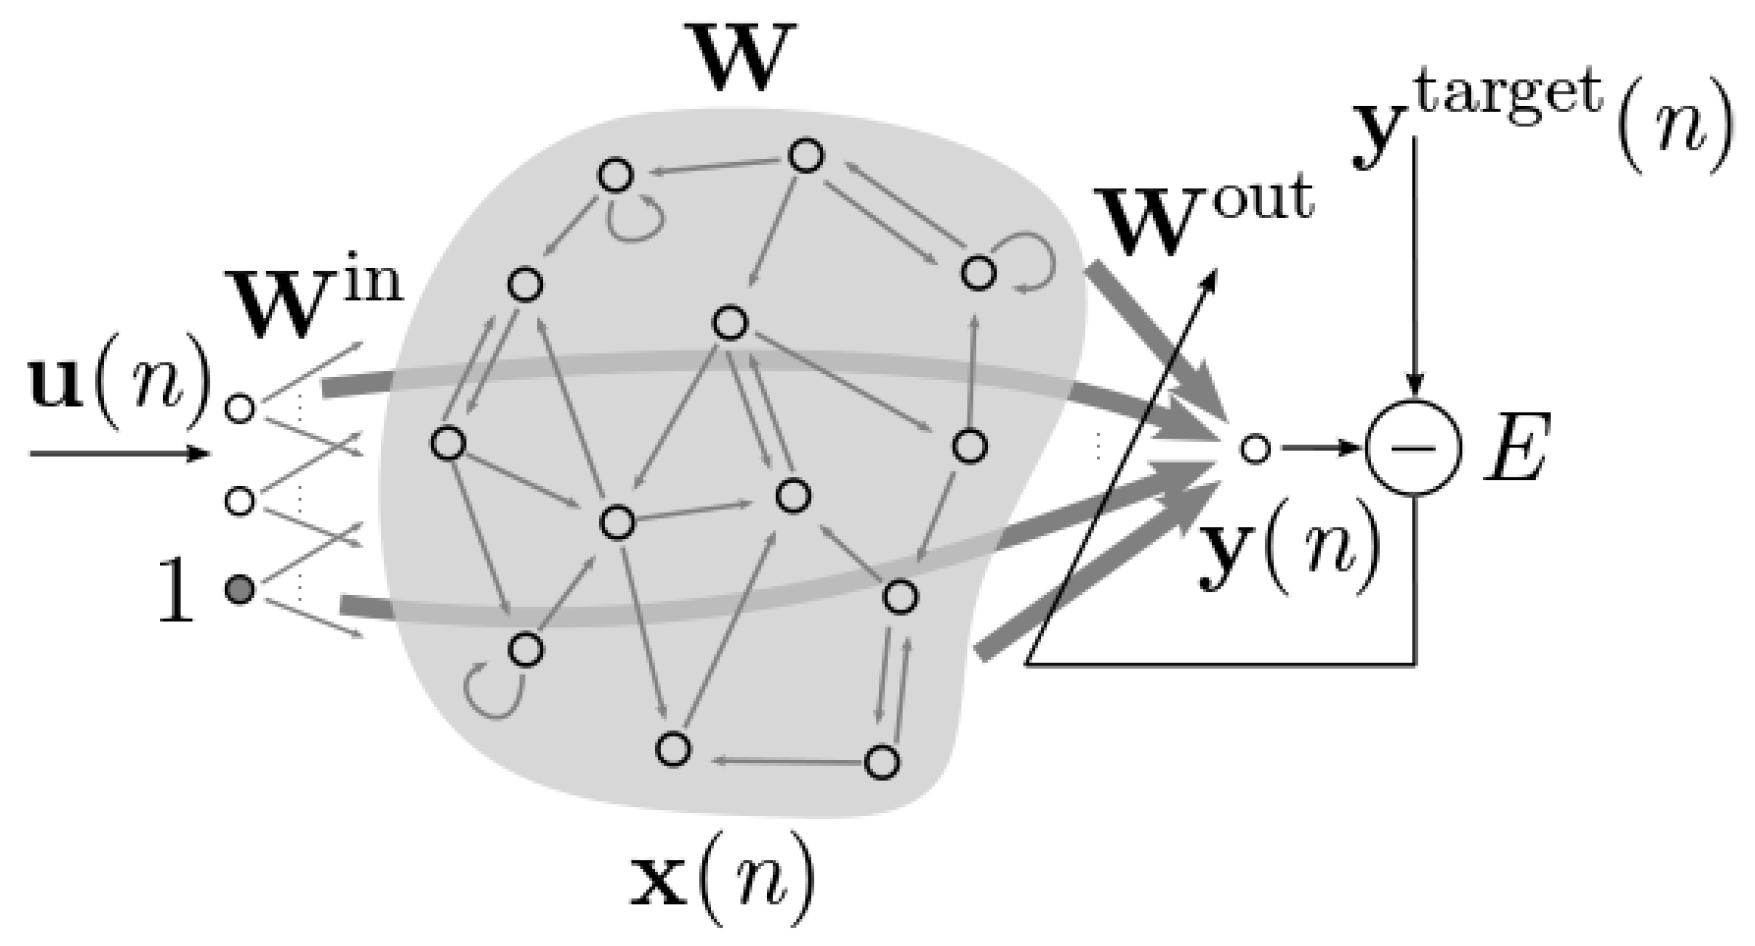 W
y^target(n)
W^out
W^in
u(n)
− E
y(n)
1
x(n)